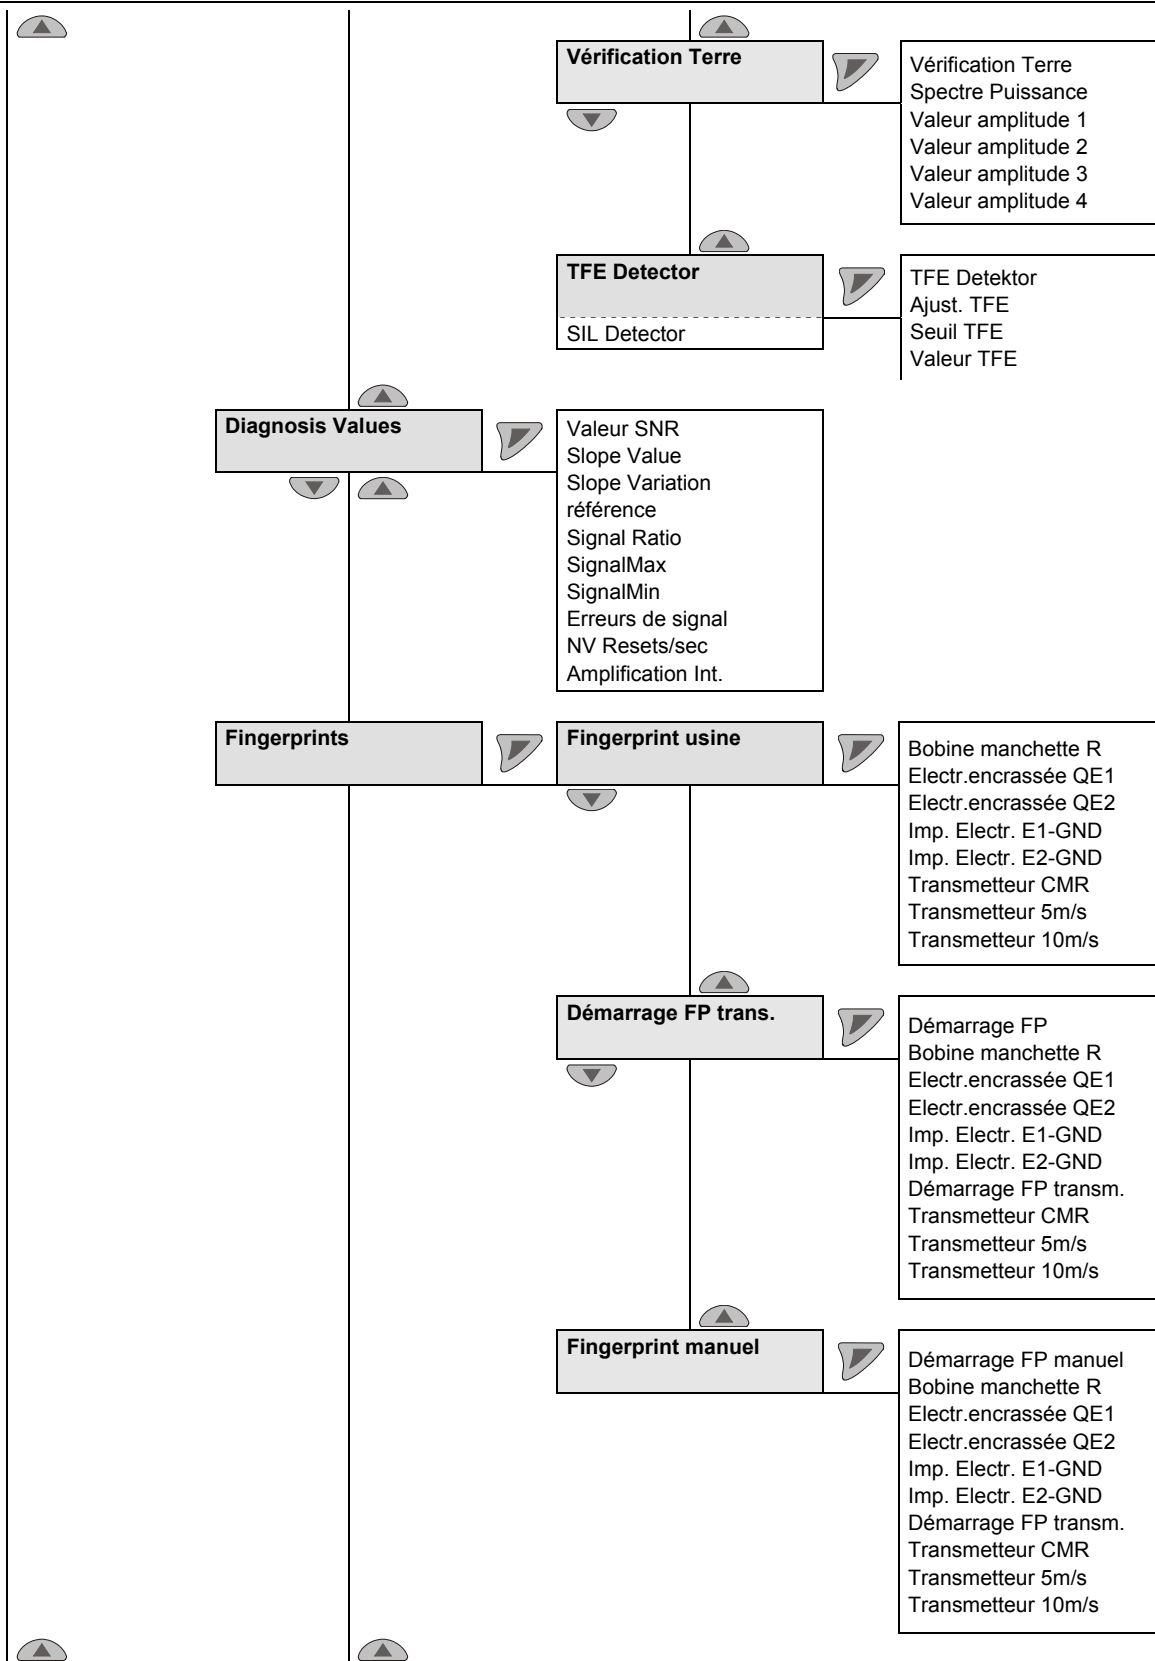 Vérification Terre
Vérification Terre
Spectre Puissance
Valeur amplitude 1
Valeur amplitude 2
Valeur amplitude 3
Valeur amplitude 4
TFE Detector
SIL Detector
TFE Detektor
Ajust. TFE
Seuil TFE
Valeur TFE
Diagnosis Values
Valeur SNR
Slope Value
Slope Variation
référence
Signal Ratio
SignalMax
SignalMin
Erreurs de signal
NV Resets/sec
Amplification Int.
Fingerprints
Fingerprint usine
Bobine manchette R
Electr.encrassée QE1
Electr.encrassée QE2
Imp. Electr. E1-GND
Imp. Electr. E2-GND
Transmetteur CMR
Transmetteur 5m/s
Transmetteur 10m/s
Démarrage FP trans.
Démarrage FP
Bobine manchette R
Electr.encrassée QE1
Electr.encrassée QE2
Imp. Electr. E1-GND
Imp. Electr. E2-GND
Démarrage FP transm.
Transmetteur CMR
Transmetteur 5m/s
Transmetteur 10m/s
Fingerprint manuel
Démarrage FP manuel
Bobine manchette R
Electr.encrassée QE1
Electr.encrassée QE2
Imp. Electr. E1-GND
Imp. Electr. E2-GND
Démarrage FP transm.
Transmetteur CMR
Transmetteur 5m/s
Transmetteur 10m/s